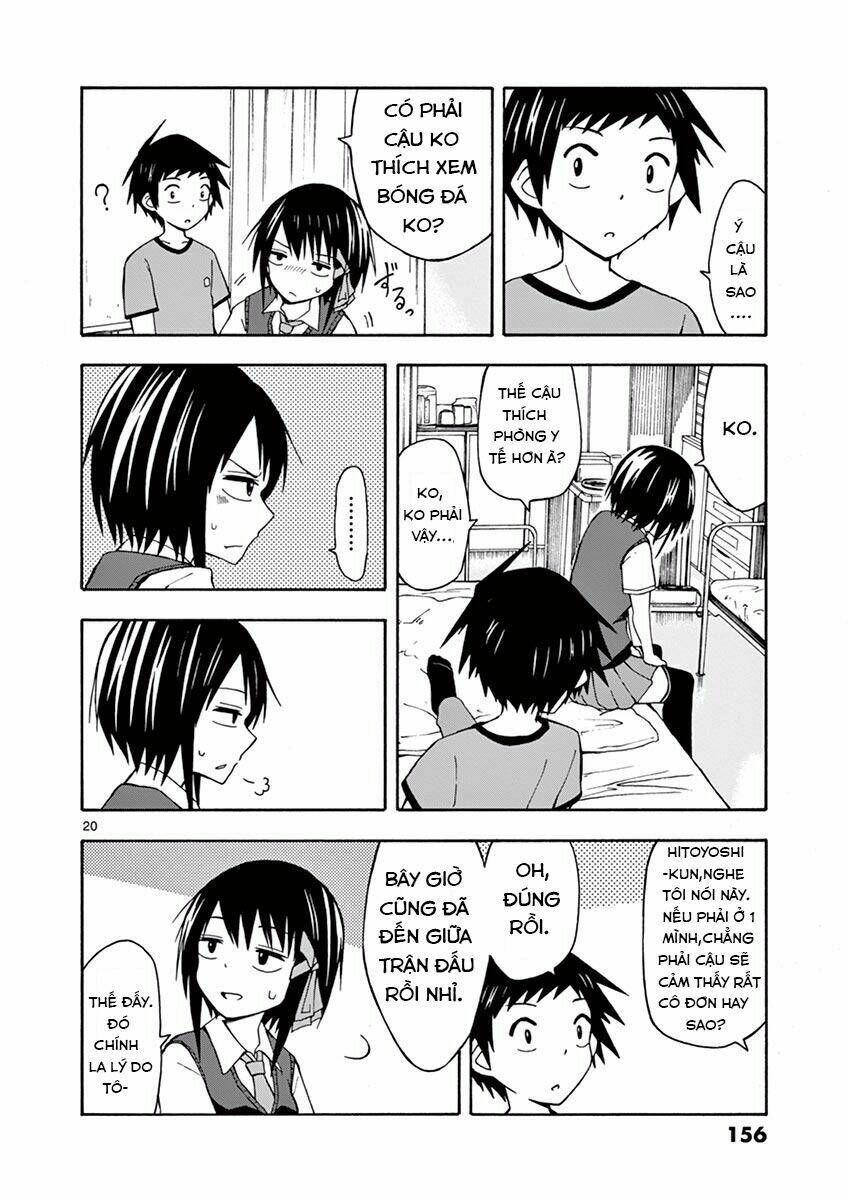 Ý
CẬU
LÀ
SAO
....
CÓ PHẢI
CẬU KO
THÍCH XEM
BÓNG ĐÁ
KO?
?
ずるっ
KO.
THẾ CẬU
THÍCH
PHÒNG Y
TẾ HƠN À?
KO,
KO PHẢI
VẬY...
.........
20
HITOYOSHI
-KUN,NGHE
TÔI NÓI NÀY.
NẾU PHẢI Ở 1
MÌNH,CHẲNG
PHẢI CẬU SẼ
CẢM THẤY RẤT
CÔ ĐƠN HAY
SAO?
OH,
ĐÚNG
RỒI.
BÂY GIỜ
CŨNG ĐÃ
ĐẾN GIỮA
TRẬN ĐẤU
RỒI NHỈ.
THẾ ĐẤY.
ĐÓ
CHÍNH
LA LÝ DO
TÔ-
156